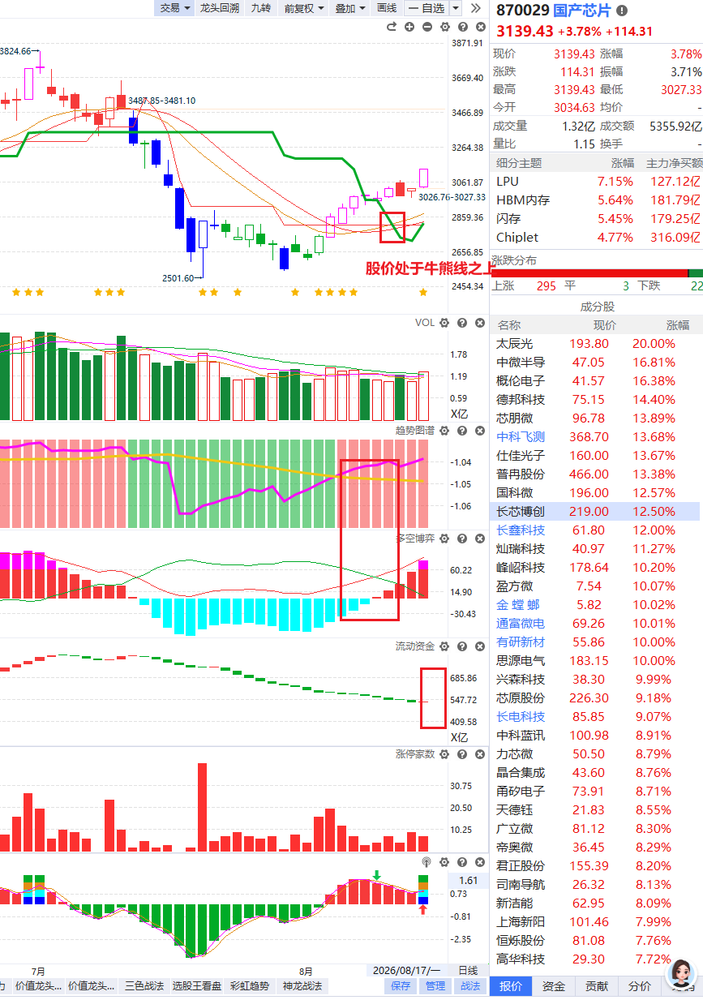 交易 龙头回溯 九转 前复权 叠加 画线 一自选
3871.91
3824.66
3669.40
3487.85-3481.10
3466.89
3264.38
3061.87
3026.76-3027.33
2859.36
2656.85
股价处于牛熊线之上
2501.60
2454.34
VOL
1.78
1.19
0.59
X亿
趋势图谱
-1.04
-1.05
-1.06
多空博弈
60.22
14.90
-30.43
流动资金
685.86
547.72
409.58
X亿
涨停家数
30.75
20.50
10.25
1.61
0.73
-0.81
-2.35
7月 8月 2026/08/17/一 日线
力 价值龙头... 价值龙头... 三色战法 选股王看盘 彩虹趋势 神龙战法 保存 管理 战法
870029 国产芯片
3139.43 +3.78% +114.31
现价 3139.43 涨幅 3.78%
涨跌 114.31 振幅 3.71%
最高 3139.43 最低 3027.33
今开 3034.63 均价 -
成交量 1.32亿 成交额 5355.92亿
量比 1.15 换手 -
细分主题 涨幅 主力净买额
LPU 7.15% 127.12亿
HBM内存 5.64% 181.79亿
闪存 5.45% 179.25亿
Chiplet 4.77% 316.09亿
涨跌分布
上涨 295 平 3 下跌 22
成分股
名称 现价 涨幅
太辰光 193.80 20.00%
中微半导 47.05 16.81%
概伦电子 41.57 16.38%
德邦科技 75.15 14.40%
芯朋微 96.78 13.89%
中科飞测 368.70 13.68%
仕佳光子 160.00 13.67%
普冉股份 466.00 13.38%
国科微 196.00 12.57%
长芯博创 219.00 12.50%
长鑫科技 61.80 12.00%
灿瑞科技 40.97 11.27%
峰岹科技 178.64 10.20%
盈方微 7.54 10.07%
金 螳 螂 5.82 10.02%
通富微电 69.26 10.01%
有研新材 55.86 10.00%
思源电气 183.15 10.00%
兴森科技 38.30 9.99%
芯原股份 226.30 9.18%
长电科技 85.85 9.07%
中科蓝讯 100.98 8.91%
力芯微 50.50 8.79%
晶合集成 43.60 8.76%
甬矽电子 73.91 8.71%
天德钰 21.83 8.55%
广立微 81.12 8.30%
帝奥微 36.45 8.29%
君正股份 155.39 8.20%
司南导航 26.32 8.13%
新洁能 62.95 8.09%
上海新阳 101.46 7.99%
恒烁股份 81.08 7.76%
高华科技 29.30 7.72%
报价 资金 贡献 分价